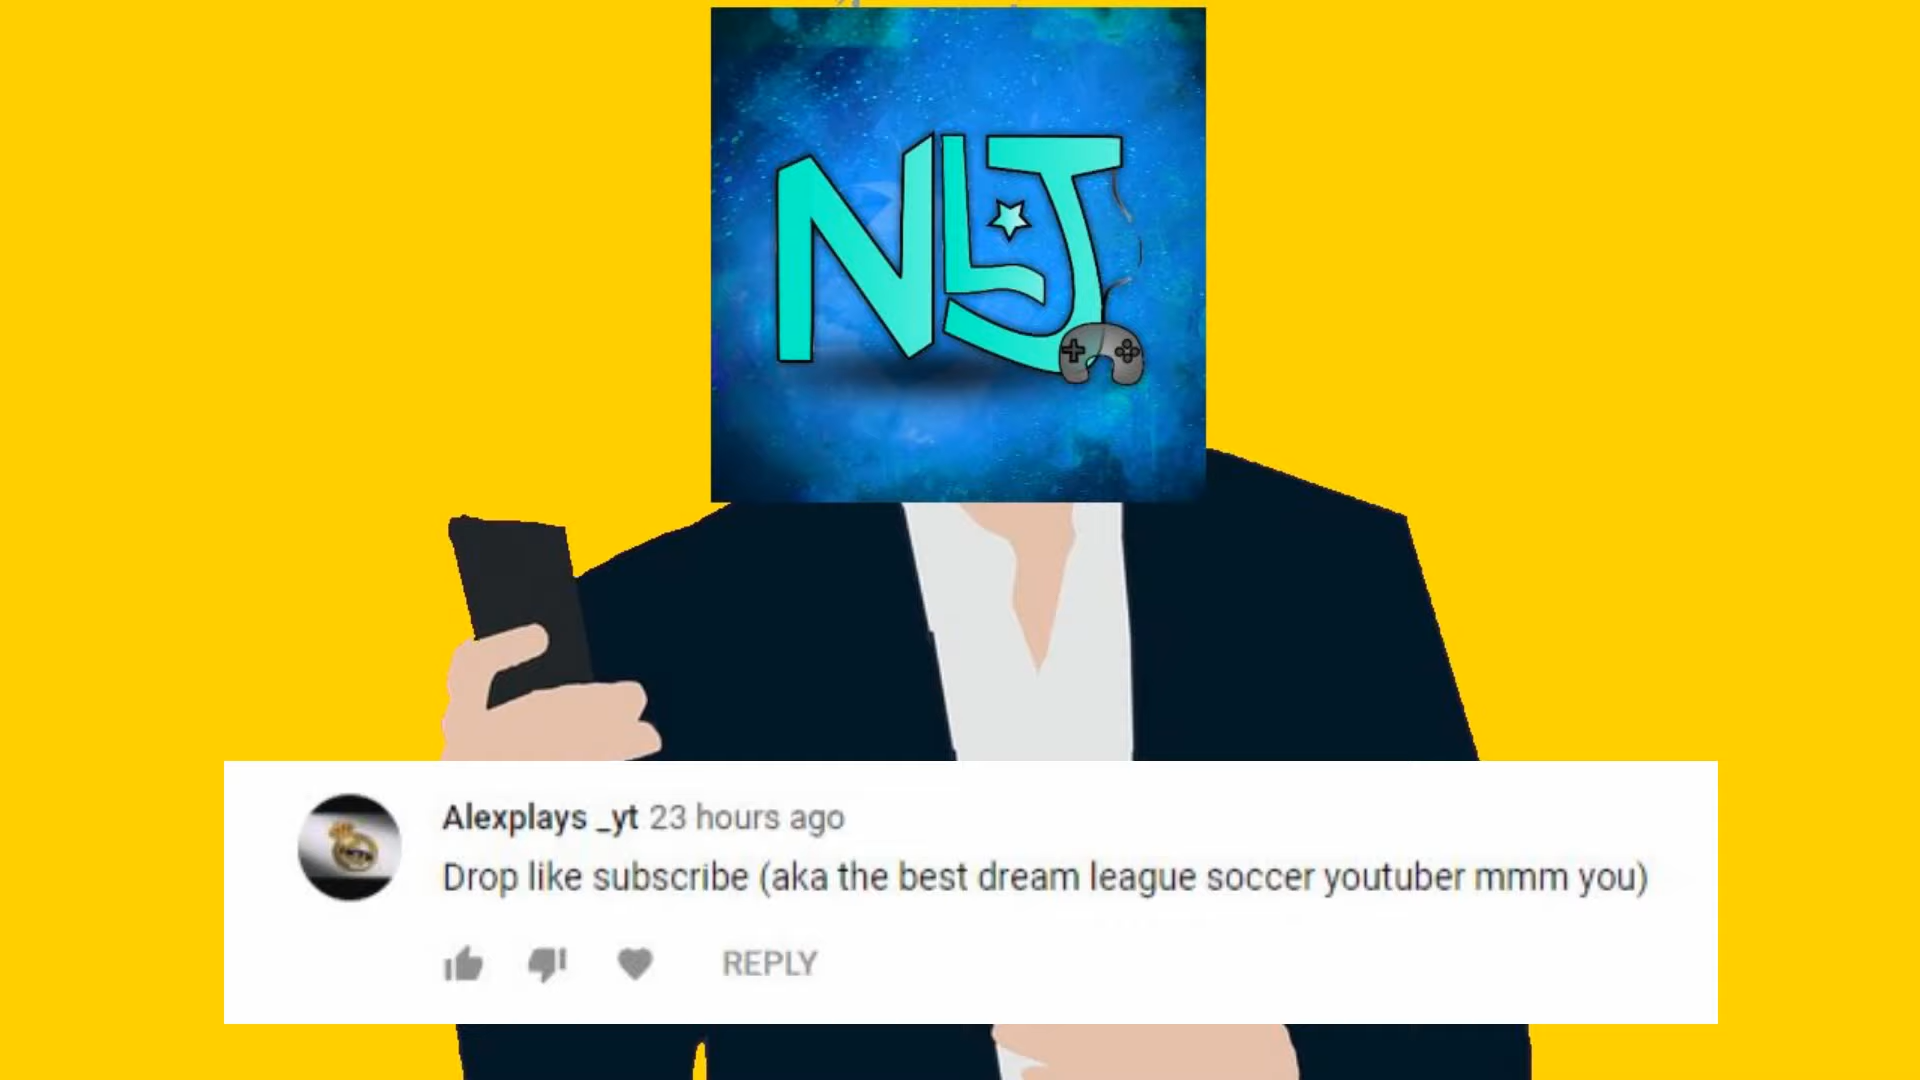 NLJ
Alexplays _yt 23 hours ago
Drop like subscribe (aka the best dream league soccer youtuber mmm you)
REPLY